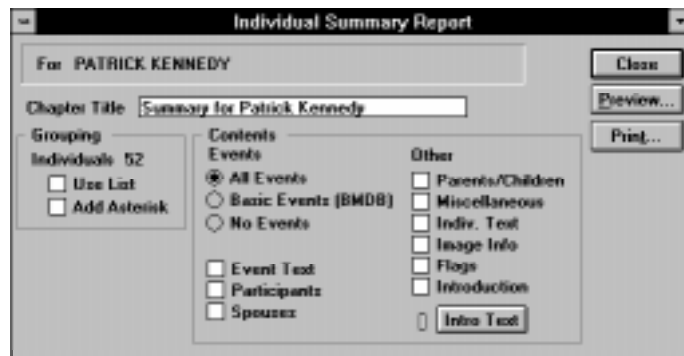 Individual Summary Report
For PATRICK KENNEDY
Close
Chapter Title Summary for Patrick Kennedy
Preview...
Print...
Grouping
Individuals 52
Use List
Add Asterisk
Contents
Events
All Events
Basic Events (BMDB)
No Events
Event Text
Participants
Spouses
Other
Parents/Children
Miscellaneous
Indiv. Text
Image Info
Flags
Introduction
Intro Text